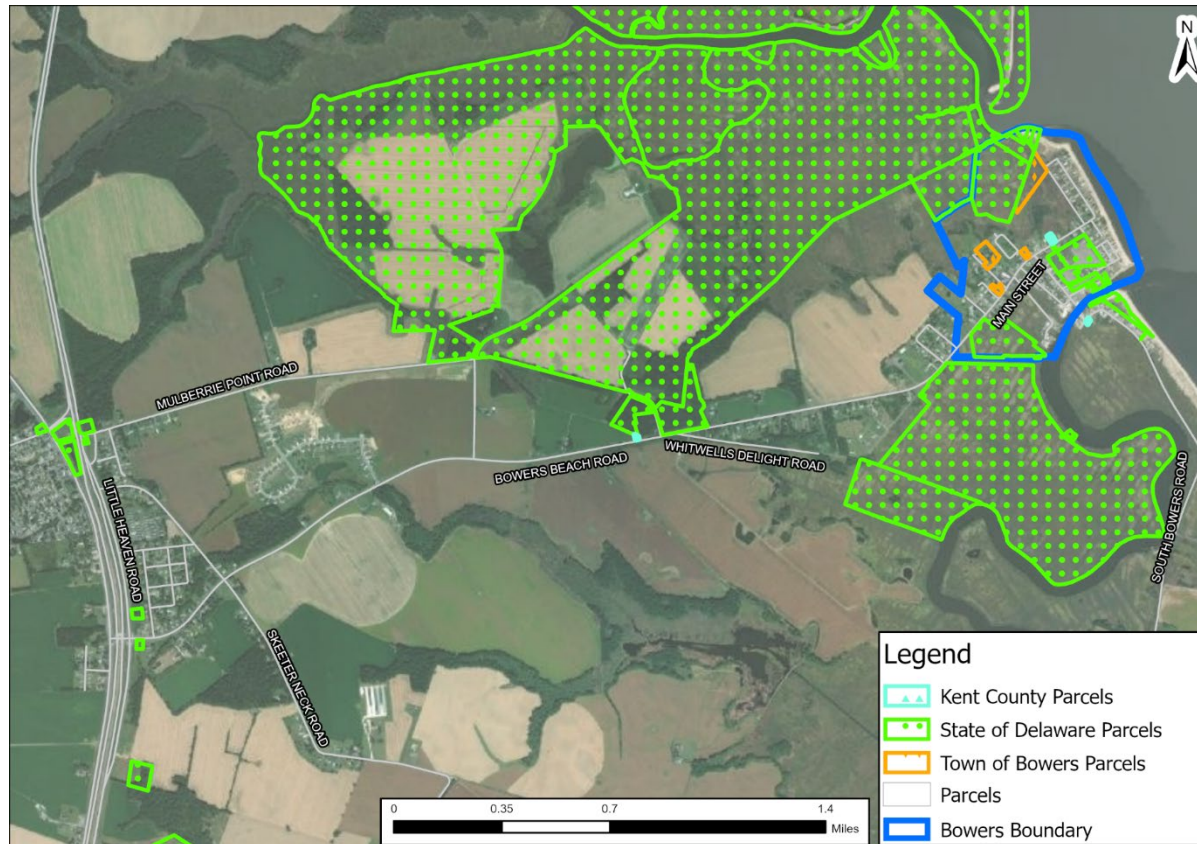 N
MAIN STREET
MULBERRIE POINT ROAD
BOWERS BEACH ROAD
WHITWELLS DELIGHT ROAD
LITTLE HEAVEN ROAD
SOUTH BOWERS ROAD
SKEETER NECK ROAD
Legend
Kent County Parcels
State of Delaware Parcels
Town of Bowers Parcels
Parcels
Bowers Boundary
0 0.35 0.7 1.4
Miles